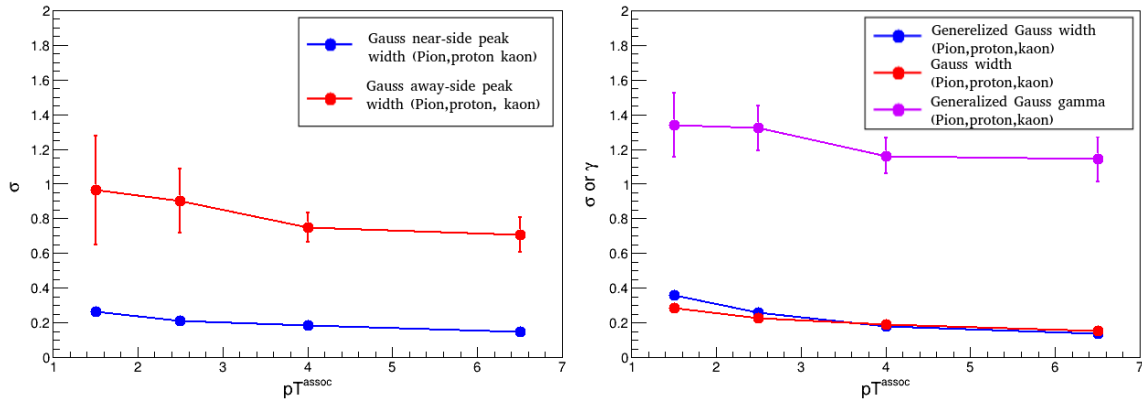 Gauss near-side peak
width (Pion,proton kaon)
Gauss away-side peak
width (Pion,proton, kaon)
2
1.8
1.6
1.4
1.2
1
0.8
0.6
0.4
0.2
0
σ
1 2 3 4 5 6 7
pT^assoc
Generelized Gauss width
(Pion,proton,kaon)
Gauss width
(Pion,proton,kaon)
Generelized Gauss gamma
(Pion,proton,kaon)
2
1.8
1.6
1.4
1.2
1
0.8
0.6
0.4
0.2
0
σ or γ
1 2 3 4 5 6 7
pT^assoc